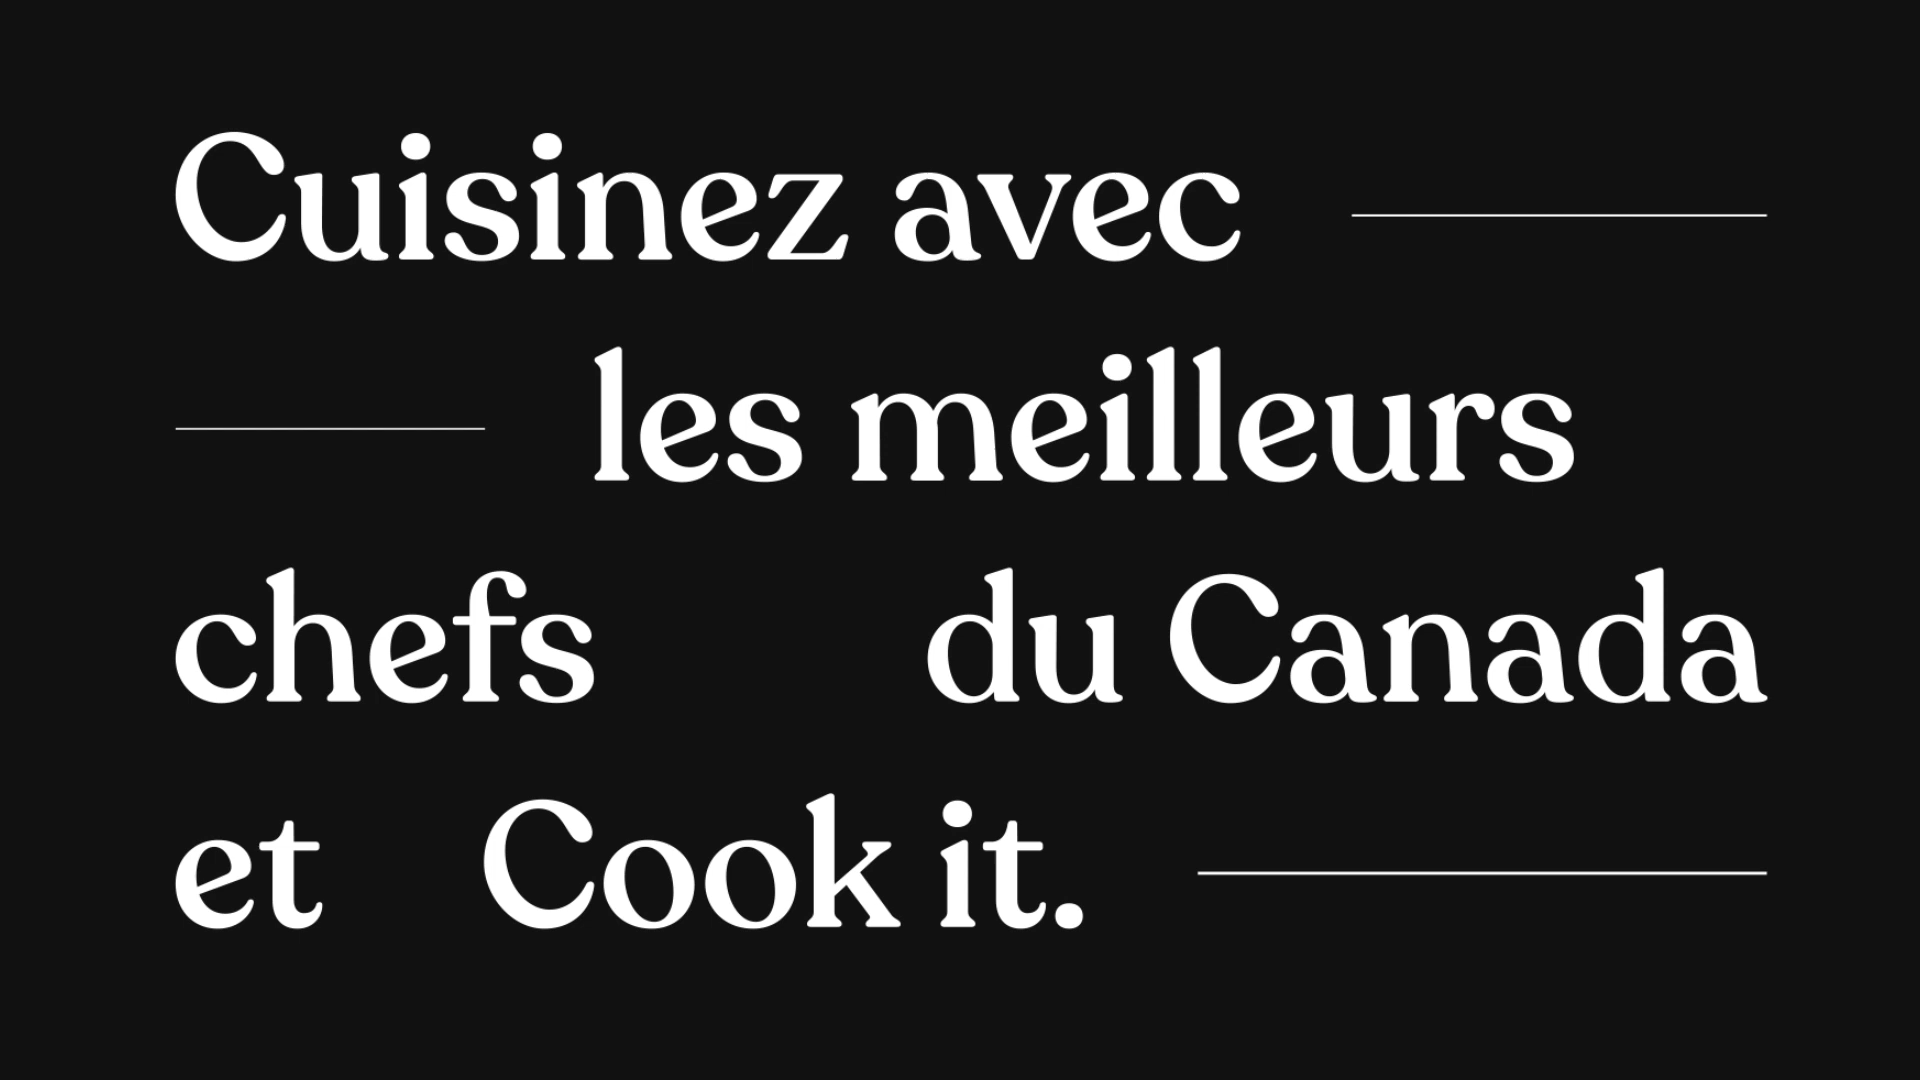 Cuisinez avec
les meilleurs
chefs du Canada
et Cook it.